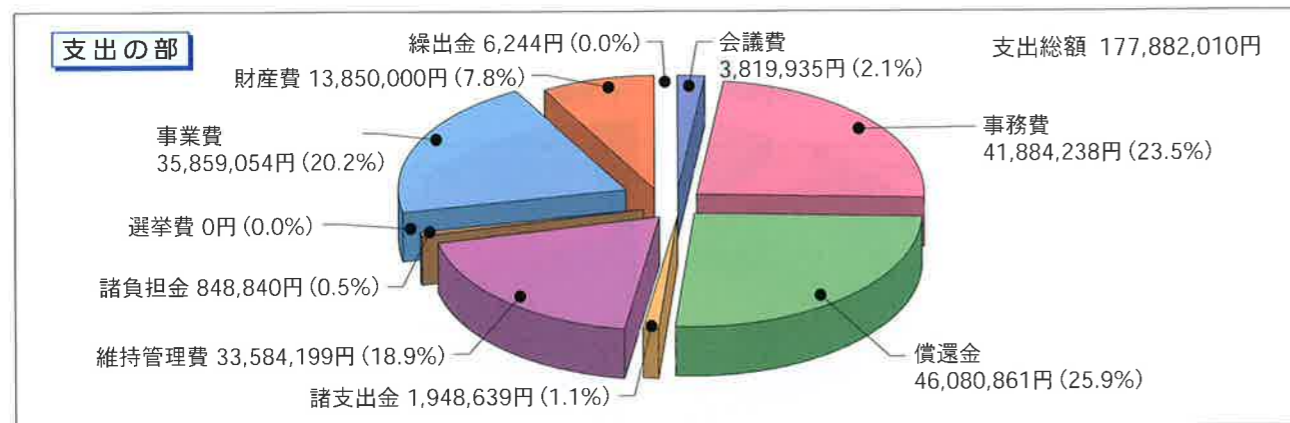 支出の部
支出総額 177,882,010円
会議費
3,819,935円(2.1%)
事務費
41,884,238円(23.5%)
償還金
46,080,861円(25.9%)
諸支出金 1,948,639円(1.1%)
維持管理費 33,584,199円(18.9%)
諸負担金 848,840円(0.5%)
選挙費 0円(0.0%)
事業費
35,859,054円(20.2%)
財産費 13,850,000円(7.8%)
繰出金 6,244円(0.0%)